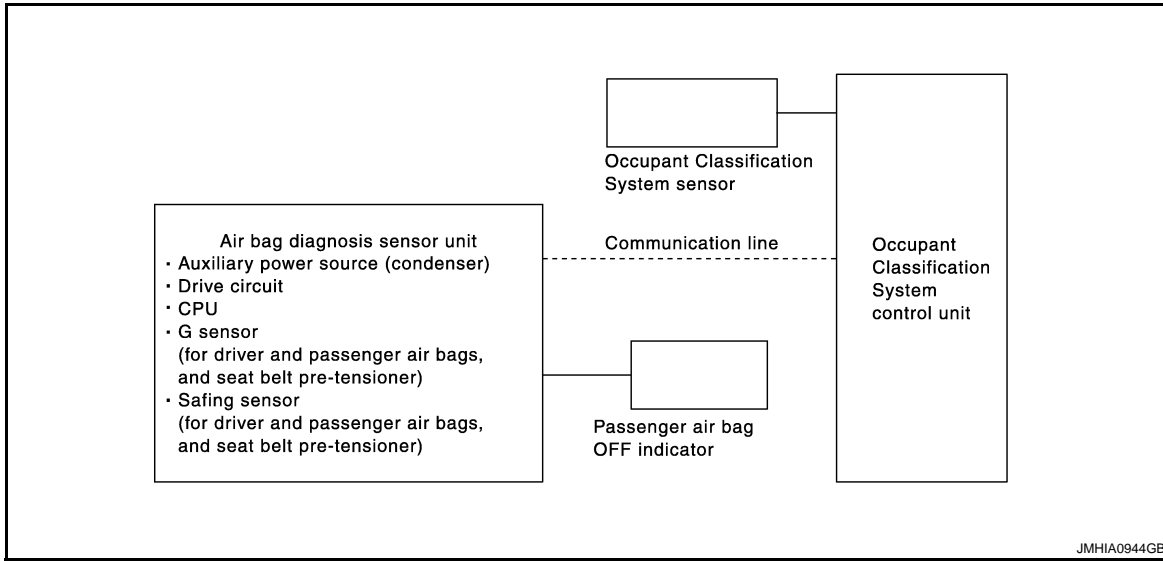 Occupant Classification
System sensor
Air bag diagnosis sensor unit
・Auxiliary power source (condenser)
・Drive circuit
・CPU
・G sensor
(for driver and passenger air bags,
and seat belt pre-tensioner)
・Safing sensor
(for driver and passenger air bags,
and seat belt pre-tensioner)
Communication line
Occupant
Classification
System
control unit
Passenger air bag
OFF indicator
JMHIA0944GB